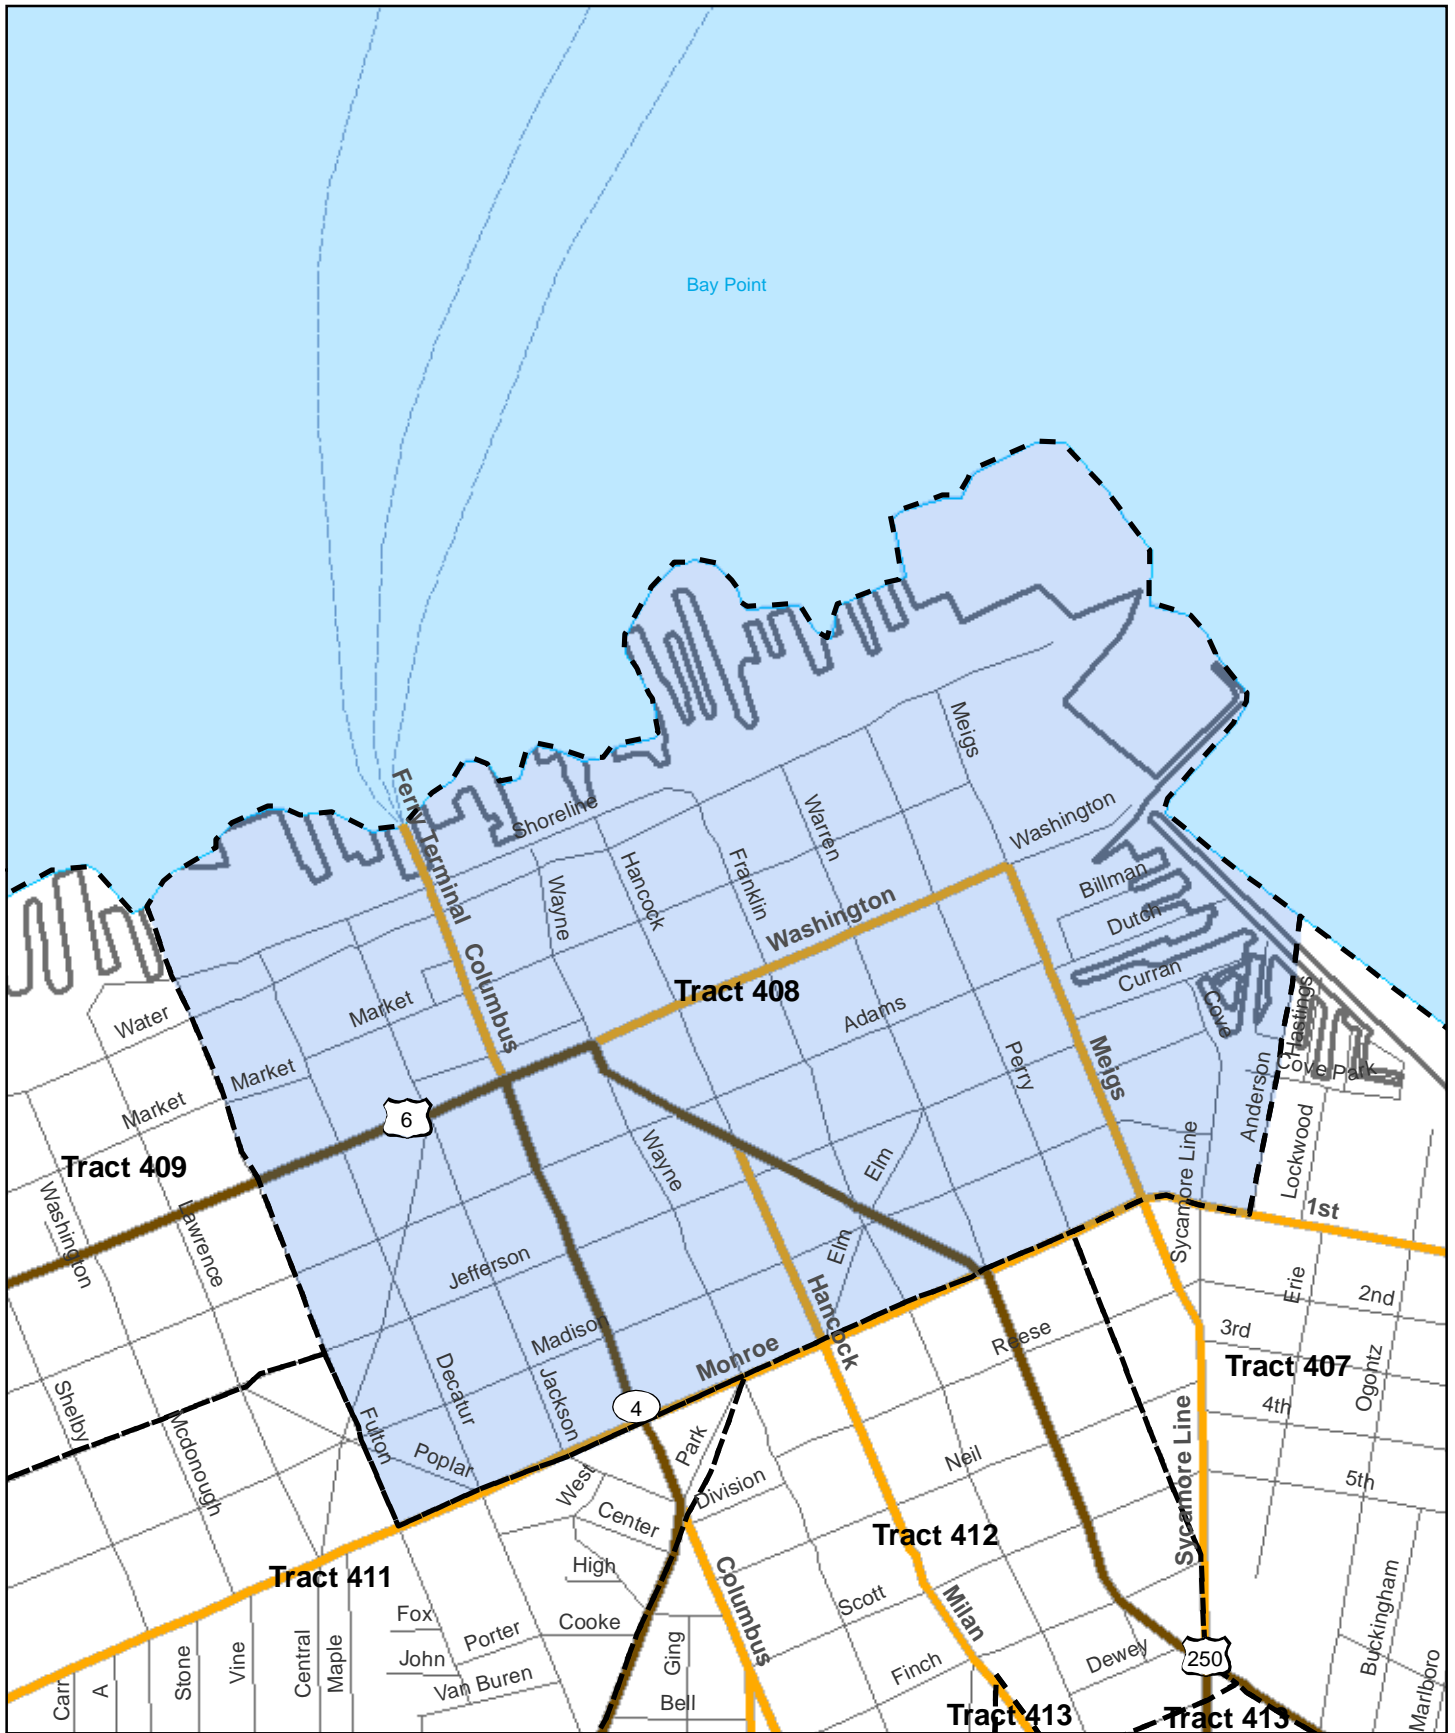 Bay Point
Meigs
Ferry Terminal
Shoreline
Warren
Washington
Hancock
Franklin
Wayne
Billman
Washington
Dutch
Columbus
Curran
Tract 408
Market
Adams
Cove
Hastings
Water
Perry
Meigs
Market
Cove Park
Anderson
Market
6
Lockwood
Sycamore Line
Wayne
Elm
Tract 409
Washington
Lawrence
1st
Elm
Jefferson
Erie
2nd
Hancock
Madison
Reese
3rd
Monroe
Tract 407
Decatur
Ogontz
Shelby
Jackson
4
4th
Mcdonough
Fulton
Park
Poplar
Sycamore Line
Neil
5th
West
Division
Center
Tract 412
High
Tract 411
Columbus
Scott
Milan
Buckingham
Fox
Cooke
Porter
Central
Maple
Vine
Stone
John
Ging
Dewey
250
Finch
Van Buren
Carr
A
Bell
Marlboro
Tract 413
Tract 413